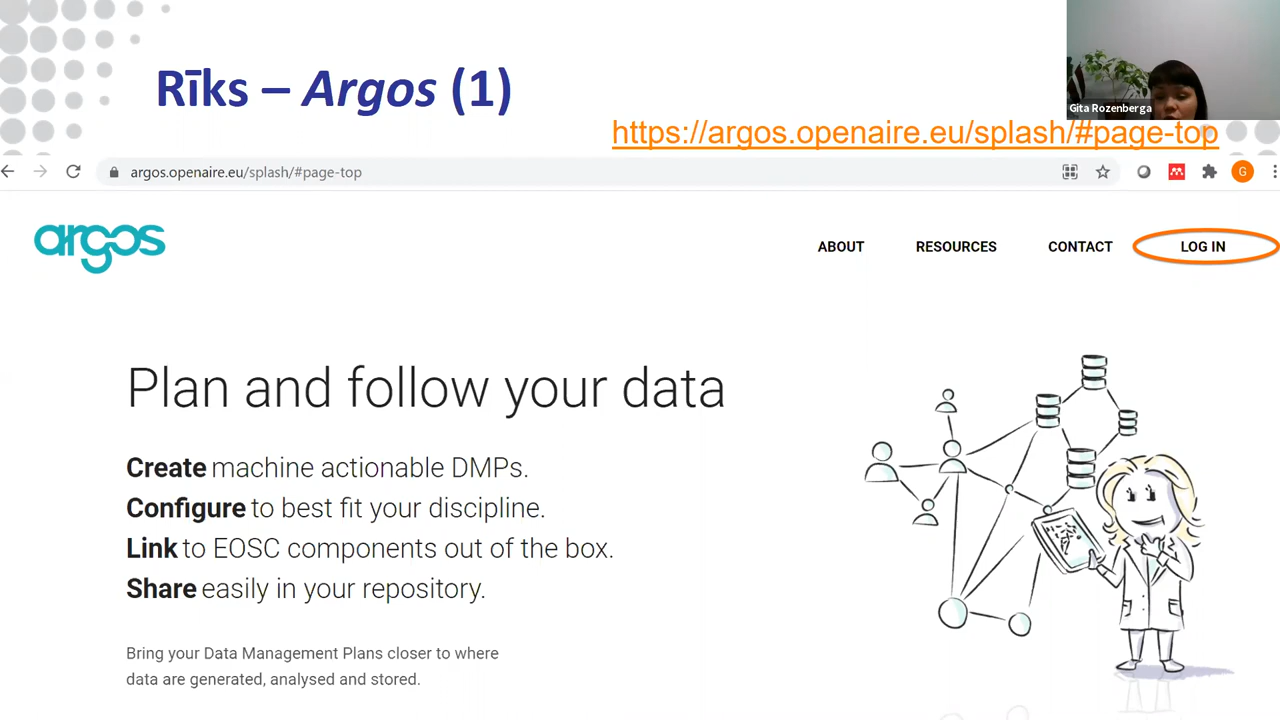 Rīks – Argos (1)
Gita Rozenberga
https://argos.openaire.eu/splash/#page-top
argos.openaire.eu/splash/#page-top
G
argos
ABOUT RESOURCES CONTACT LOG IN
Plan and follow your data
Create machine actionable DMPs.
Configure to best fit your discipline.
Link to EOSC components out of the box.
Share easily in your repository.
Bring your Data Management Plans closer to where
data are generated, analysed and stored.